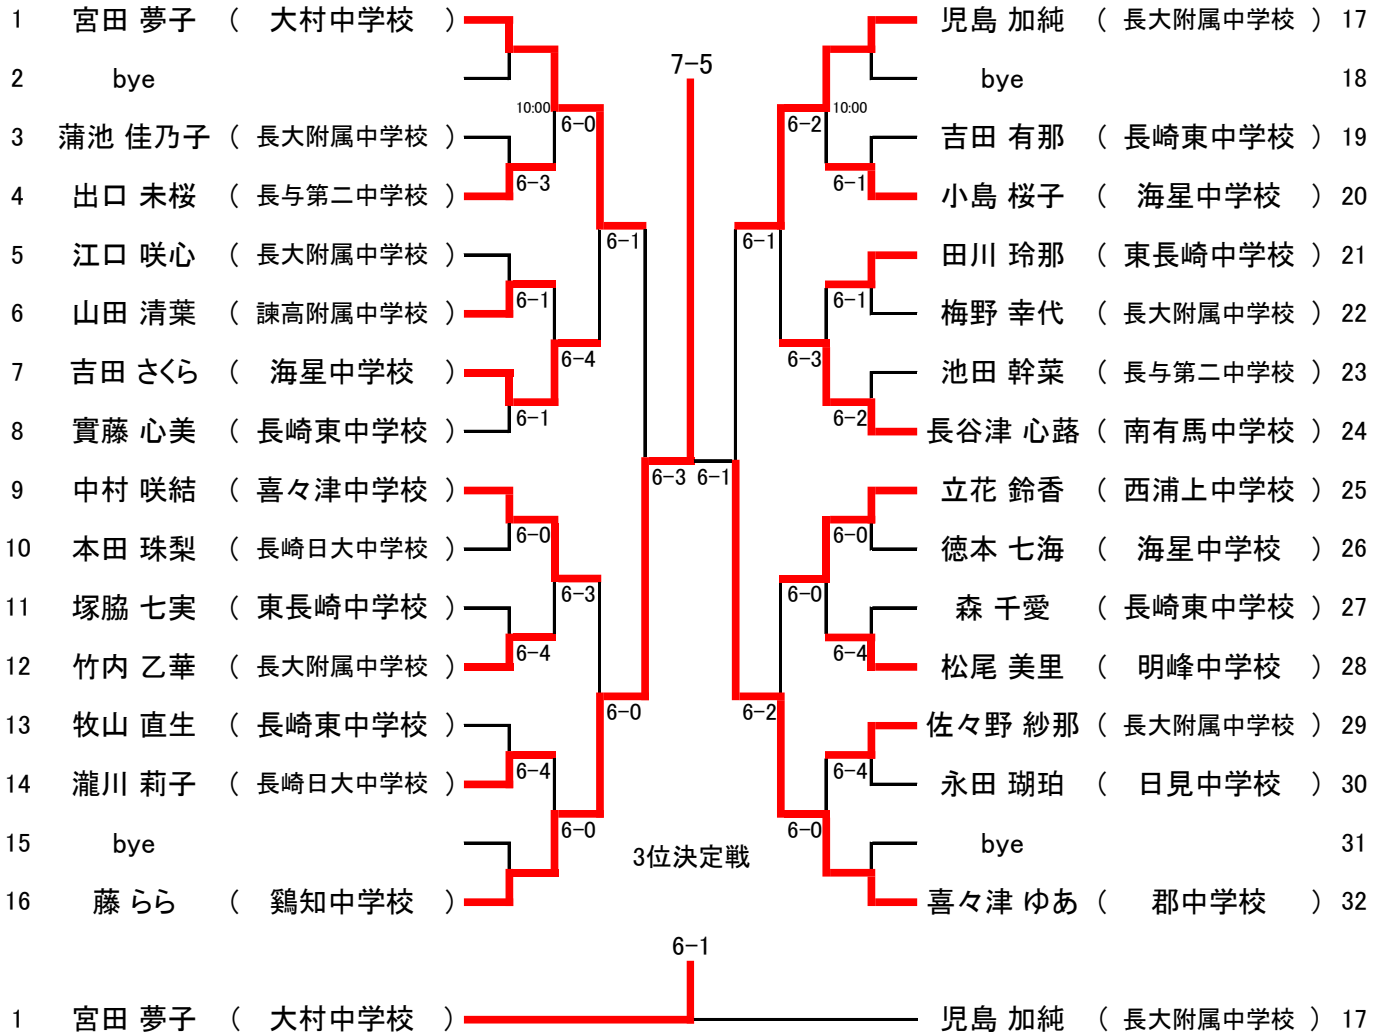 1 宮田 夢子 ( 大村中学校 ) 児島 加純 ( 長大附属中学校 ) 17
7-5
2 bye bye 18
10:00 6-0 6-2 10:00
3 蒲池 佳乃子 ( 長大附属中学校 ) 吉田 有那 ( 長崎東中学校 ) 19
6-3 6-1
4 出口 未桜 ( 長与第二中学校 ) 小島 桜子 ( 海星中学校 ) 20
6-1 6-1
5 江口 咲心 ( 長大附属中学校 ) 田川 玲那 ( 東長崎中学校 ) 21
6-1 6-1
6 山田 清葉 ( 諫高附属中学校 ) 梅野 幸代 ( 長大附属中学校 ) 22
6-4 6-3
7 吉田 さくら ( 海星中学校 ) 池田 幹菜 ( 長与第二中学校 ) 23
6-1 6-2
8 實藤 心美 ( 長崎東中学校 ) 長谷津 心蕗 ( 南有馬中学校 ) 24
6-3 6-1
9 中村 咲結 ( 喜々津中学校 ) 立花 鈴香 ( 西浦上中学校 ) 25
6-0 6-0
10 本田 珠梨 ( 長崎日大中学校 ) 徳本 七海 ( 海星中学校 ) 26
6-3 6-0
11 塚脇 七実 ( 東長崎中学校 ) 森 千愛 ( 長崎東中学校 ) 27
6-4 6-4
12 竹内 乙華 ( 長大附属中学校 ) 松尾 美里 ( 明峰中学校 ) 28
6-0 6-2
13 牧山 直生 ( 長崎東中学校 ) 佐々野 紗那 ( 長大附属中学校 ) 29
6-4 6-4
14 瀧川 莉子 ( 長崎日大中学校 ) 永田 瑚珀 ( 日見中学校 ) 30
6-0 6-0
15 bye bye 31
3位決定戦
16 藤 らら ( 鷄知中学校 ) 喜々津 ゆあ ( 郡中学校 ) 32
6-1
1 宮田 夢子 ( 大村中学校 ) 児島 加純 ( 長大附属中学校 ) 17